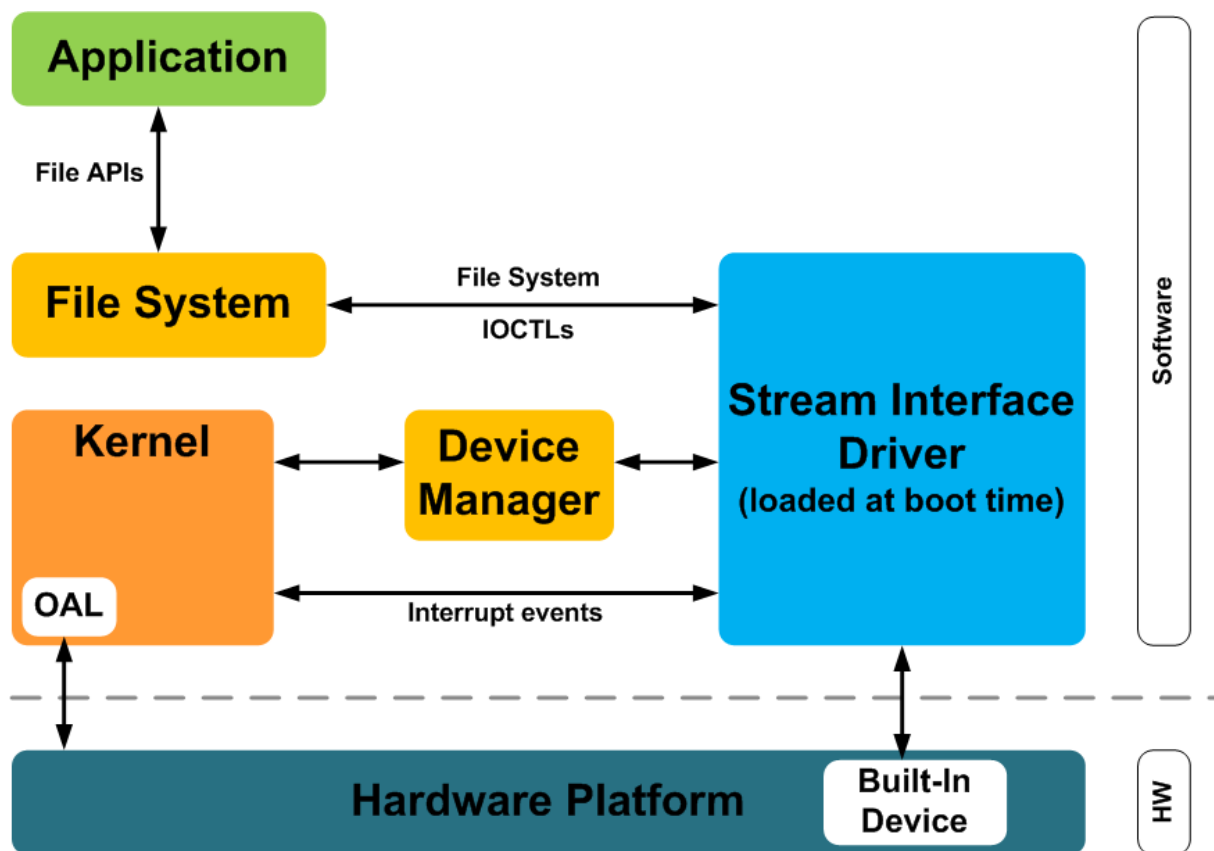 Application
File APIs
File System
File System
IOCTLs
Stream Interface
Driver
(loaded at boot time)
Kernel
Device
Manager
OAL
Interrupt events
Software
Hardware Platform
Built-In
Device
HW